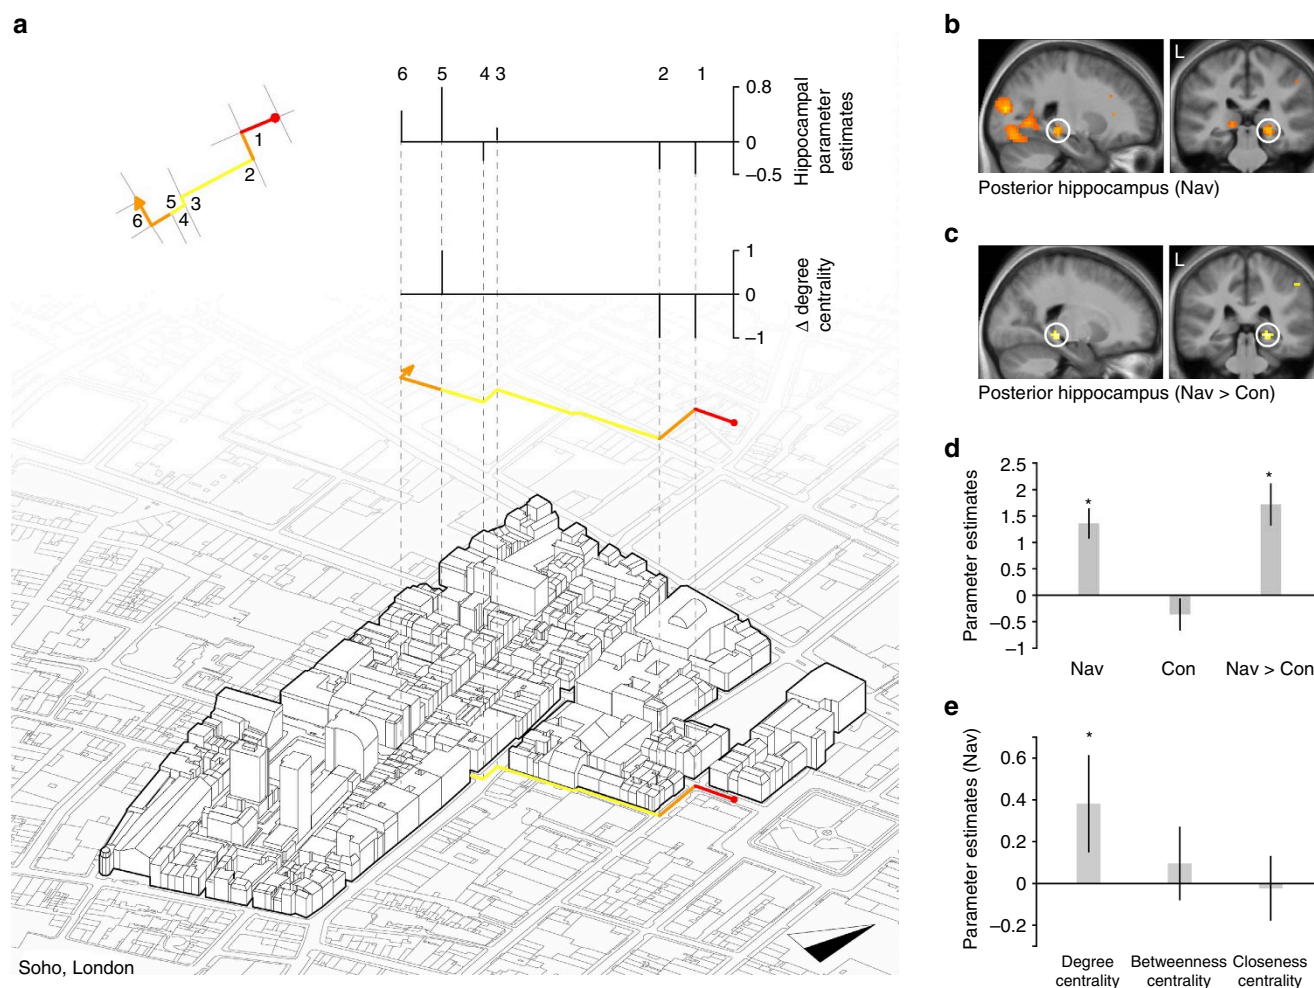 a
6 5 4 3 2 1
0.8
0
−0.5
Hippocampal
parameter
estimates
1
0
−1
Δ degree
centrality
1
2
3
4
5
6
Soho, London
b
L
Posterior hippocampus (Nav)
c
L
Posterior hippocampus (Nav > Con)
d
Parameter estimates
2.5
2
1.5
1
0.5
0
−0.5
−1
*
*
Nav Con Nav > Con
e
Parameter estimates (Nav)
0.6
0.4
0.2
0
−0.2
*
Degree
centrality
Betweenness
centrality
Closeness
centrality